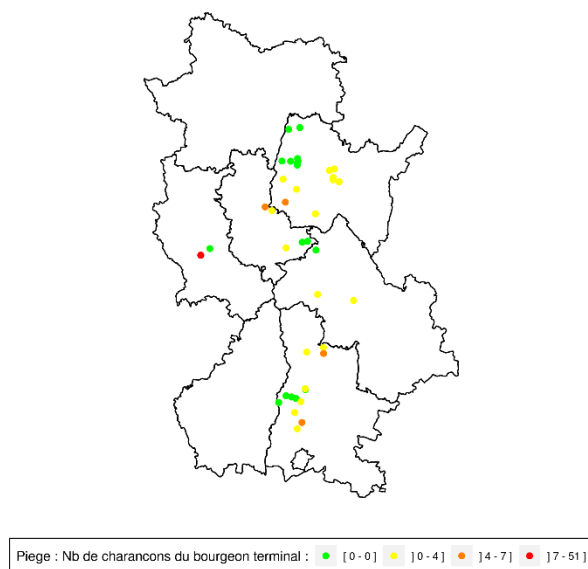 Piege : Nb de charancons du bourgeon terminal : [ 0 - 0 ] ] 0 - 4 ] ] 4 - 7 ] ] 7 - 51 ]